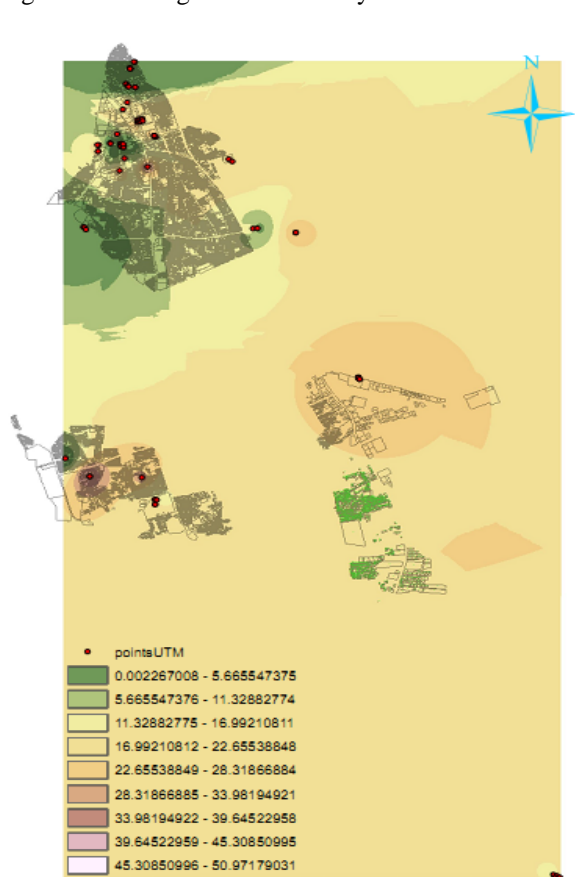 N
pointsUTM
0.002267008 - 5.665547375
5.665547376 - 11.32882774
11.32882775 - 16.99210811
16.99210812 - 22.65538848
22.65538849 - 28.31866884
28.31866885 - 33.98194921
33.98194922 - 39.64522958
39.64522959 - 45.30850995
45.30850996 - 50.97179031